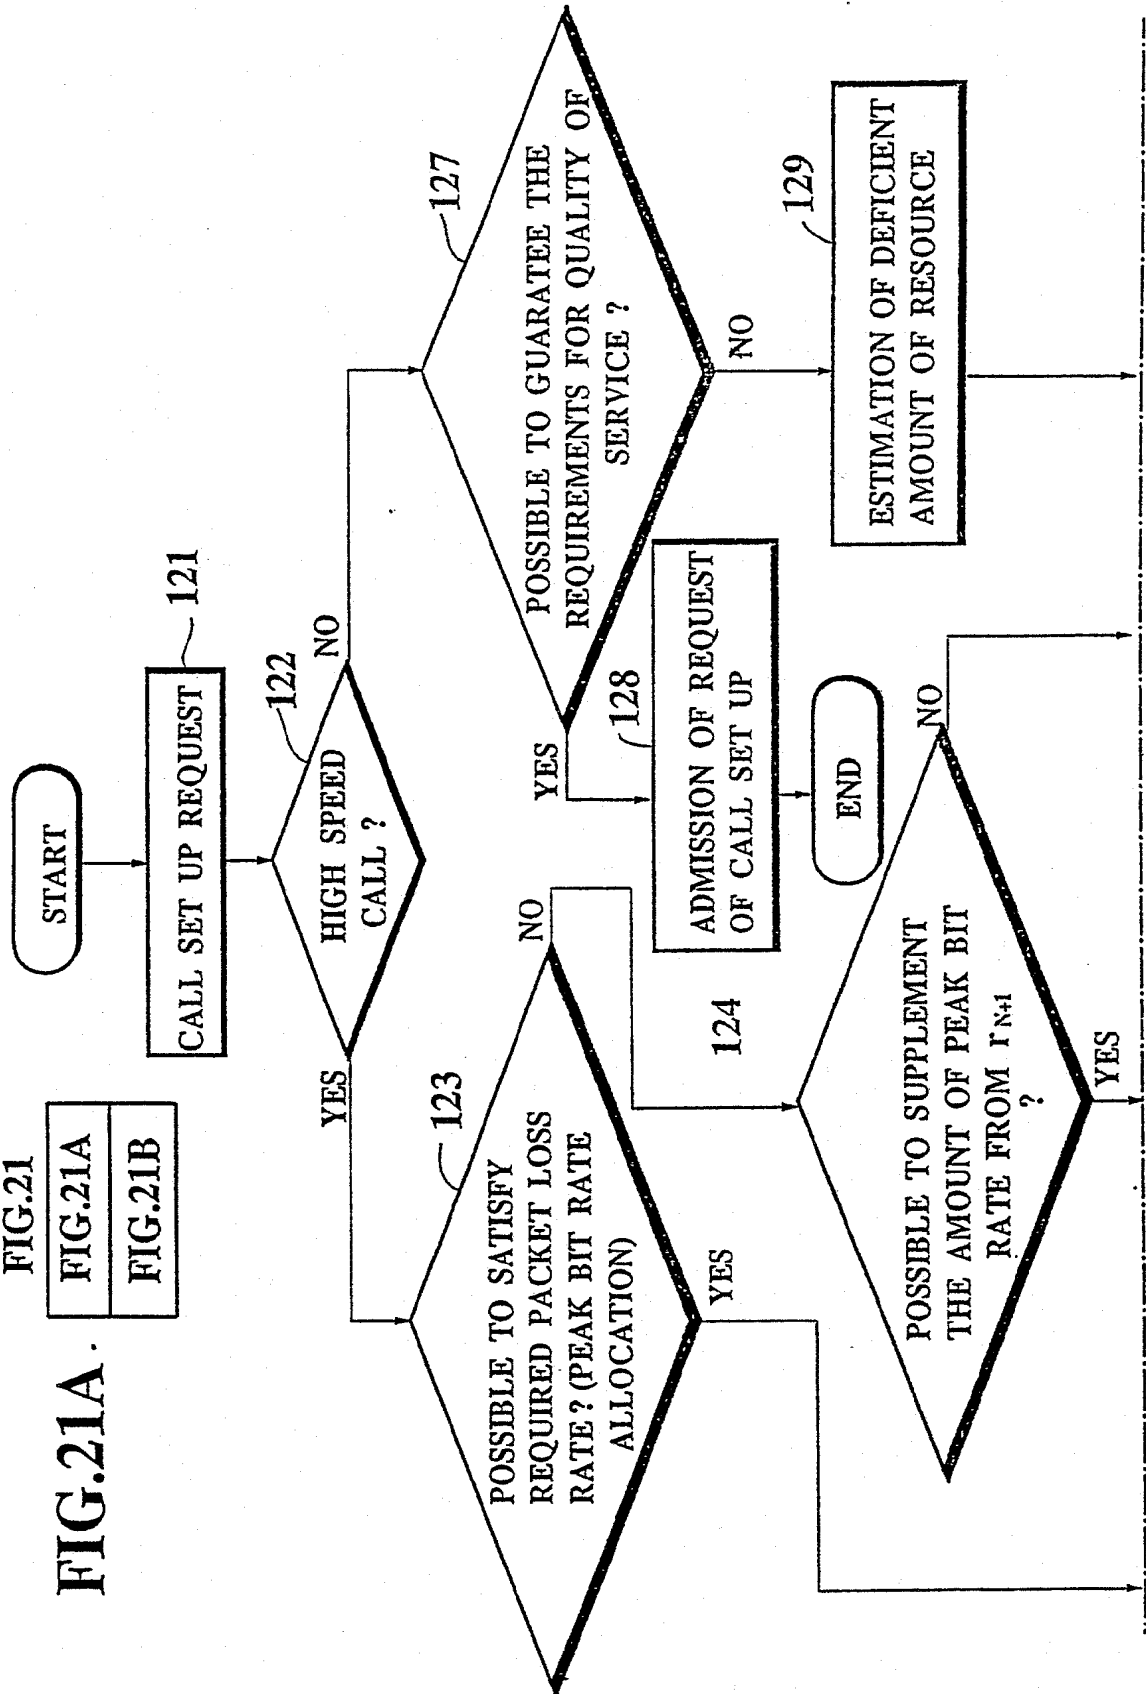 FIG.21A.
FIG.21
FIG.21A
FIG.21B
START
CALL SET UP REQUEST
121
HIGH SPEED
CALL ?
122
YES
NO
POSSIBLE TO SATISFY
REQUIRED PACKET LOSS
RATE ? (PEAK BIT RATE
ALLOCATION)
123
NO
YES
POSSIBLE TO GUARATEE THE
REQUIREMENTS FOR QUALITY OF
SERVICE ?
127
YES
NO
ADMISSION OF REQUEST
OF CALL SET UP
128
END
ESTIMATION OF DEFICIENT
AMOUNT OF RESOURCE
129
124
POSSIBLE TO SUPPLEMENT
THE AMOUNT OF PEAK BIT
RATE FROM rN+1
?
NO
YES